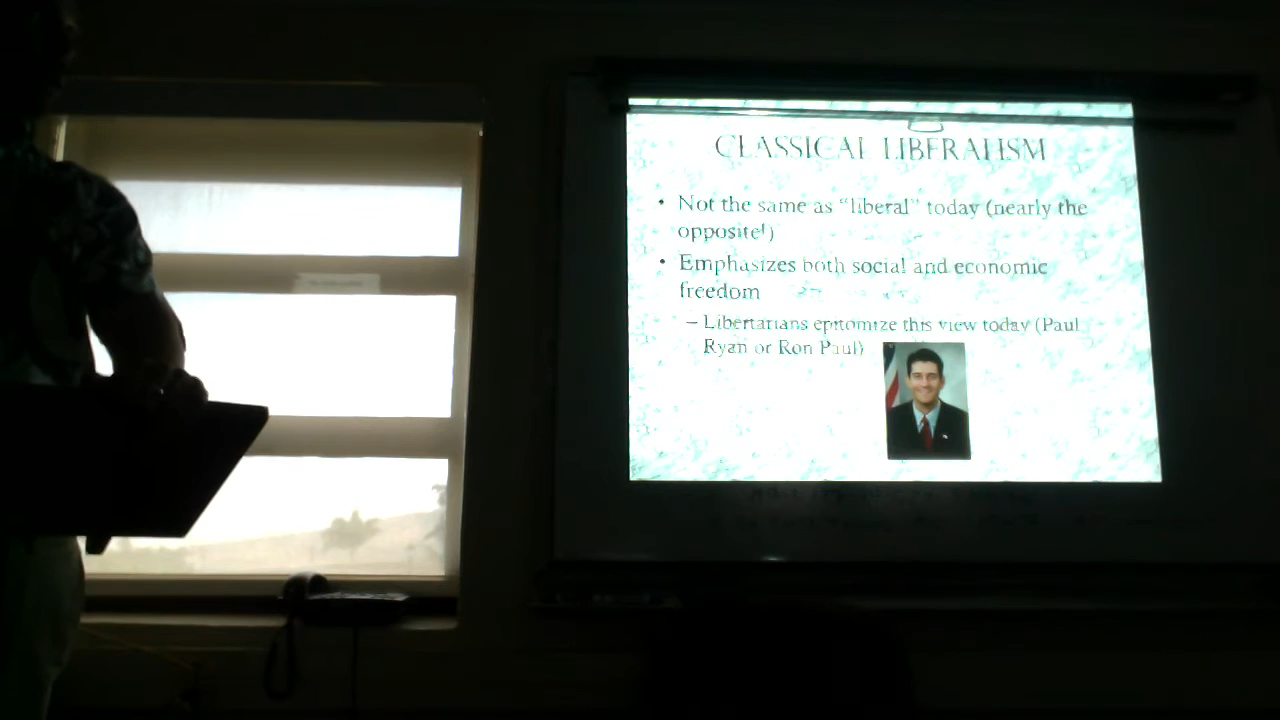 CLASSICAL LIBERALISM
• Not the same as “liberal” today (nearly the
opposite!)
• Emphasizes both social and economic
freedom
– Libertarians epitomize this view today (Paul
Ryan or Ron Paul)